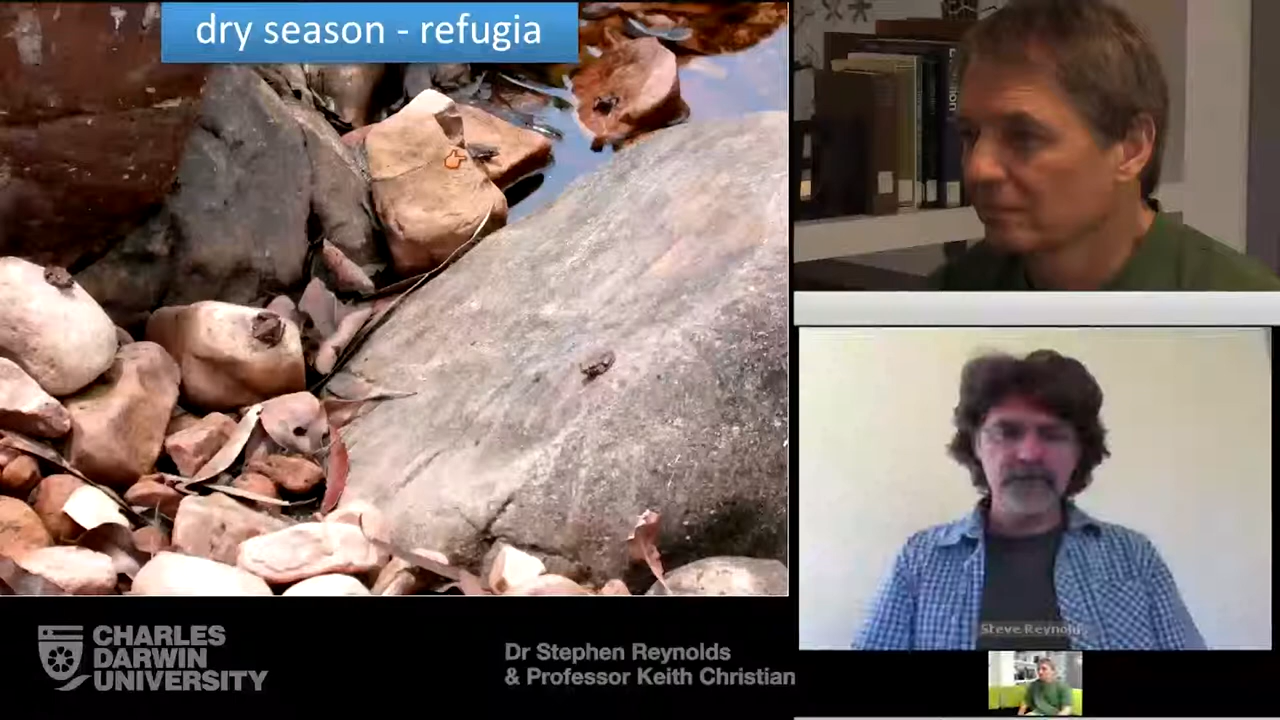 dry season - refugia
Steve Reynolds
CHARLES
DARWIN
UNIVERSITY
Dr Stephen Reynolds
& Professor Keith Christian